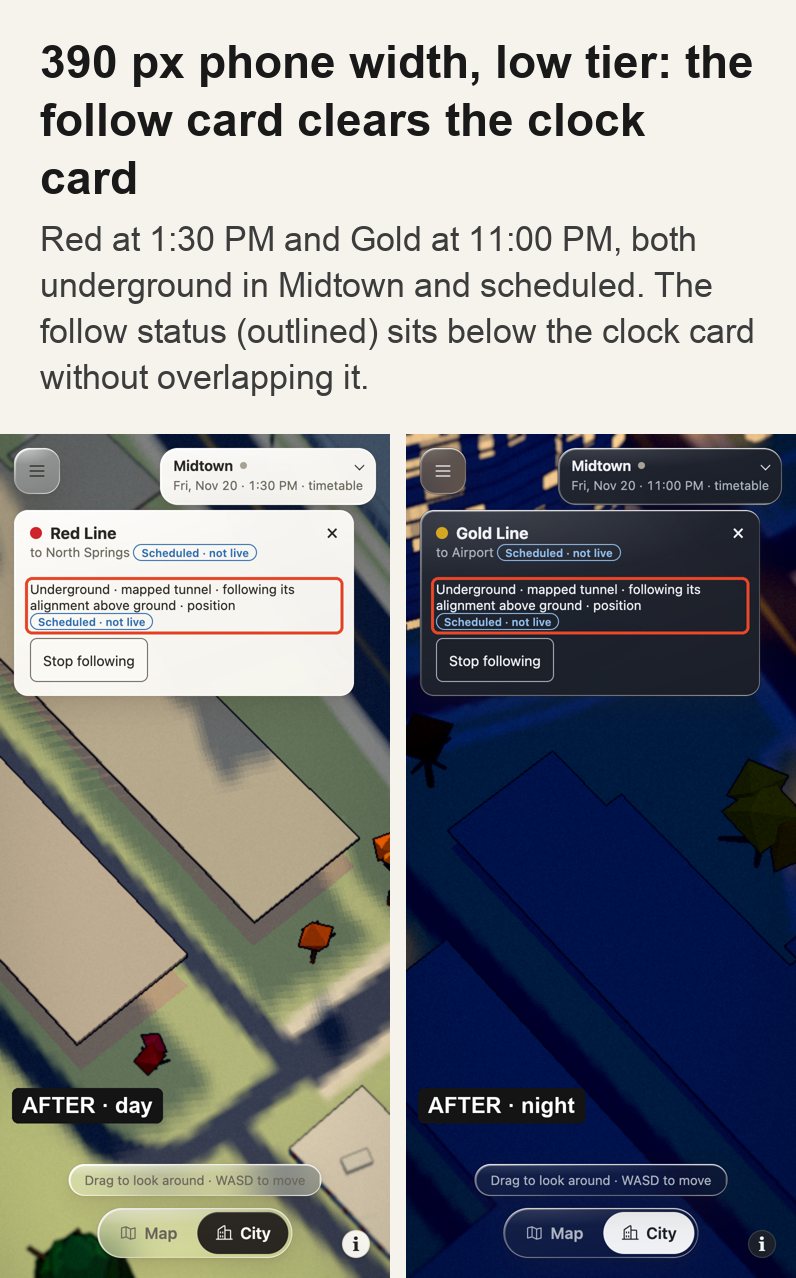 390 px phone width, low tier: the
follow card clears the clock
card
Red at 1:30 PM and Gold at 11:00 PM, both
underground in Midtown and scheduled. The
follow status (outlined) sits below the clock card
without overlapping it.
Midtown
Fri, Nov 20 · 1:30 PM · timetable
Red Line
to North Springs Scheduled · not live
Underground · mapped tunnel · following its
alignment above ground · position
Scheduled · not live
Stop following
AFTER · day
Drag to look around · WASD to move
Map City
i
Midtown
Fri, Nov 20 · 11:00 PM · timetable
Gold Line
to Airport Scheduled · not live
Underground · mapped tunnel · following its
alignment above ground · position
Scheduled · not live
Stop following
AFTER · night
Drag to look around · WASD to move
Map City
i